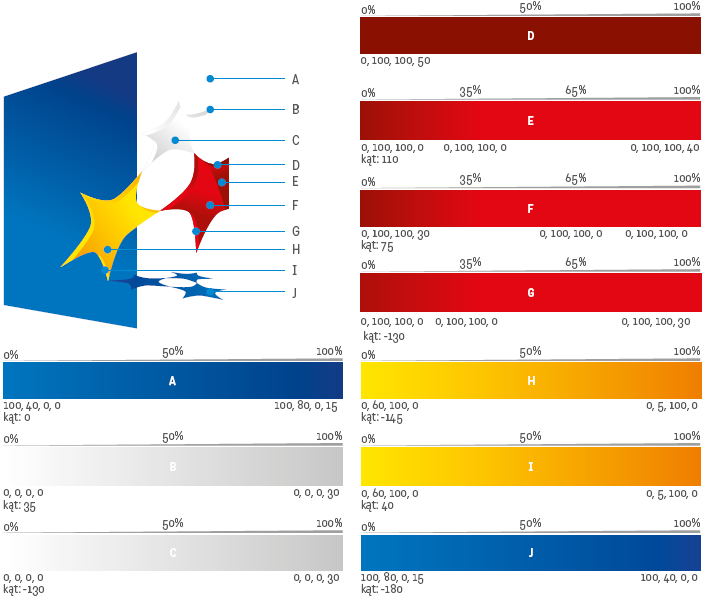 A
B
C
D
E
F
G
H
I
J
0% 50% 100%
D
0, 100, 100, 50
0% 35% 65% 100%
E
0, 100, 100, 0 0, 100, 100, 0 0, 100, 100, 40
kąt: 110
0% 35% 65% 100%
F
0, 100, 100, 30 0, 100, 100, 0 0, 100, 100, 0
kąt: 75
0% 35% 65% 100%
G
0, 100, 100, 0 0, 100, 100, 0 0, 100, 100, 30
kąt: -130
0% 50% 100%
A
100, 40, 0, 0 100, 80, 0, 15
kąt: 0
0% 50% 100%
B
0, 0, 0, 0 0, 0, 0, 30
kąt: 35
0% 50% 100%
C
0, 0, 0, 0 0, 0, 0, 30
kąt: -130
0% 50% 100%
H
0, 60, 100, 0 0, 5, 100, 0
kąt: -145
0% 50% 100%
I
0, 60, 100, 0 0, 5, 100, 0
kąt: 40
0% 50% 100%
J
100, 80, 0, 15 100, 40, 0, 0
kąt: -180